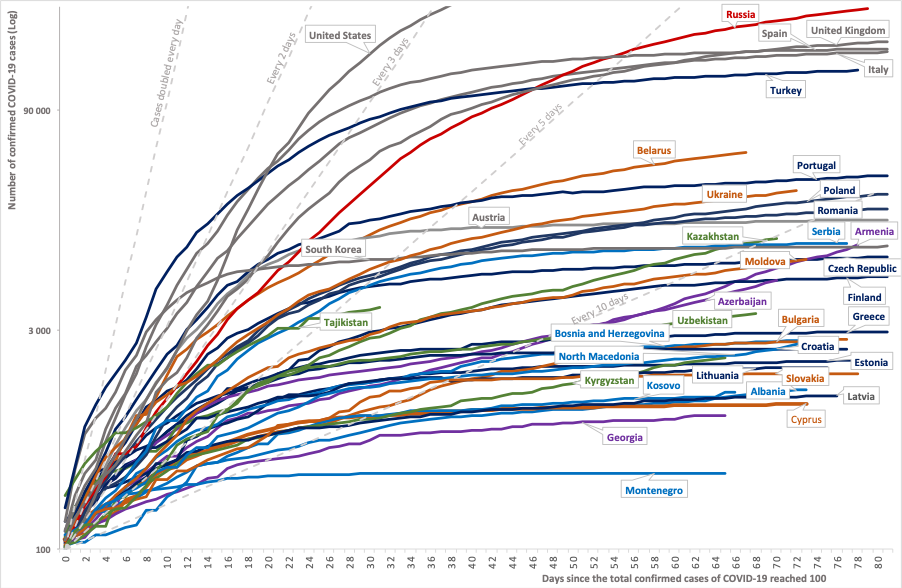 Number of confirmed COVID-19 cases (Log)
90 000
3 000
100
Cases doubled every day
Every 2 days
Every 3 days
Every 5 days
Every 10 days
United States
Russia
Spain
United Kingdom
Italy
Turkey
Belarus
Portugal
Ukraine
Poland
Austria
Romania
South Korea
Kazakhstan
Serbia
Armenia
Moldova
Czech Republic
Finland
Azerbaijan
Tajikistan
Uzbekistan
Bulgaria
Greece
Bosnia and Herzegovina
Croatia
North Macedonia
Estonia
Kyrgyzstan
Kosovo
Lithuania
Slovakia
Albania
Latvia
Cyprus
Georgia
Montenegro
0 2 4 6 8 10 12 14 16 18 20 22 24 26 28 30 32 34 36 38 40 42 44 46 48 50 52 54 56 58 60 62 64 66 68 70 72 74 76 78 80
Days since the total confirmed cases of COVID-19 reached 100